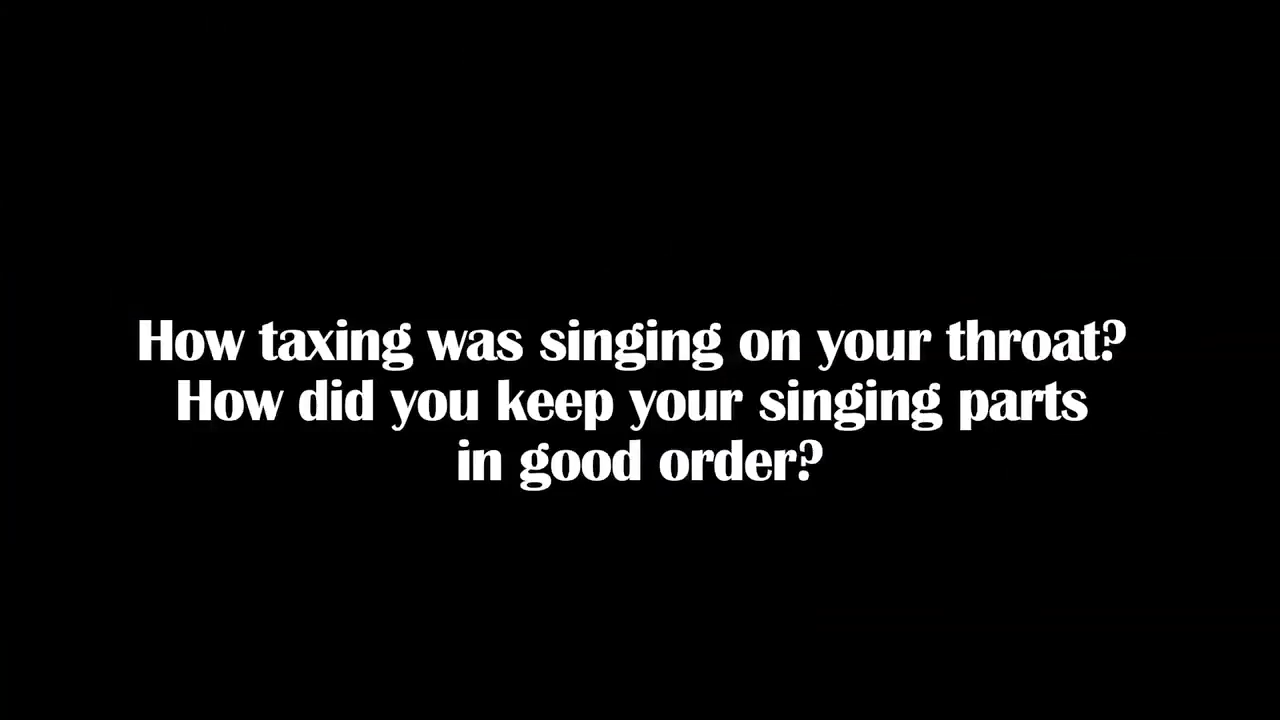 How taxing was singing on your throat?
How did you keep your singing parts
in good order?